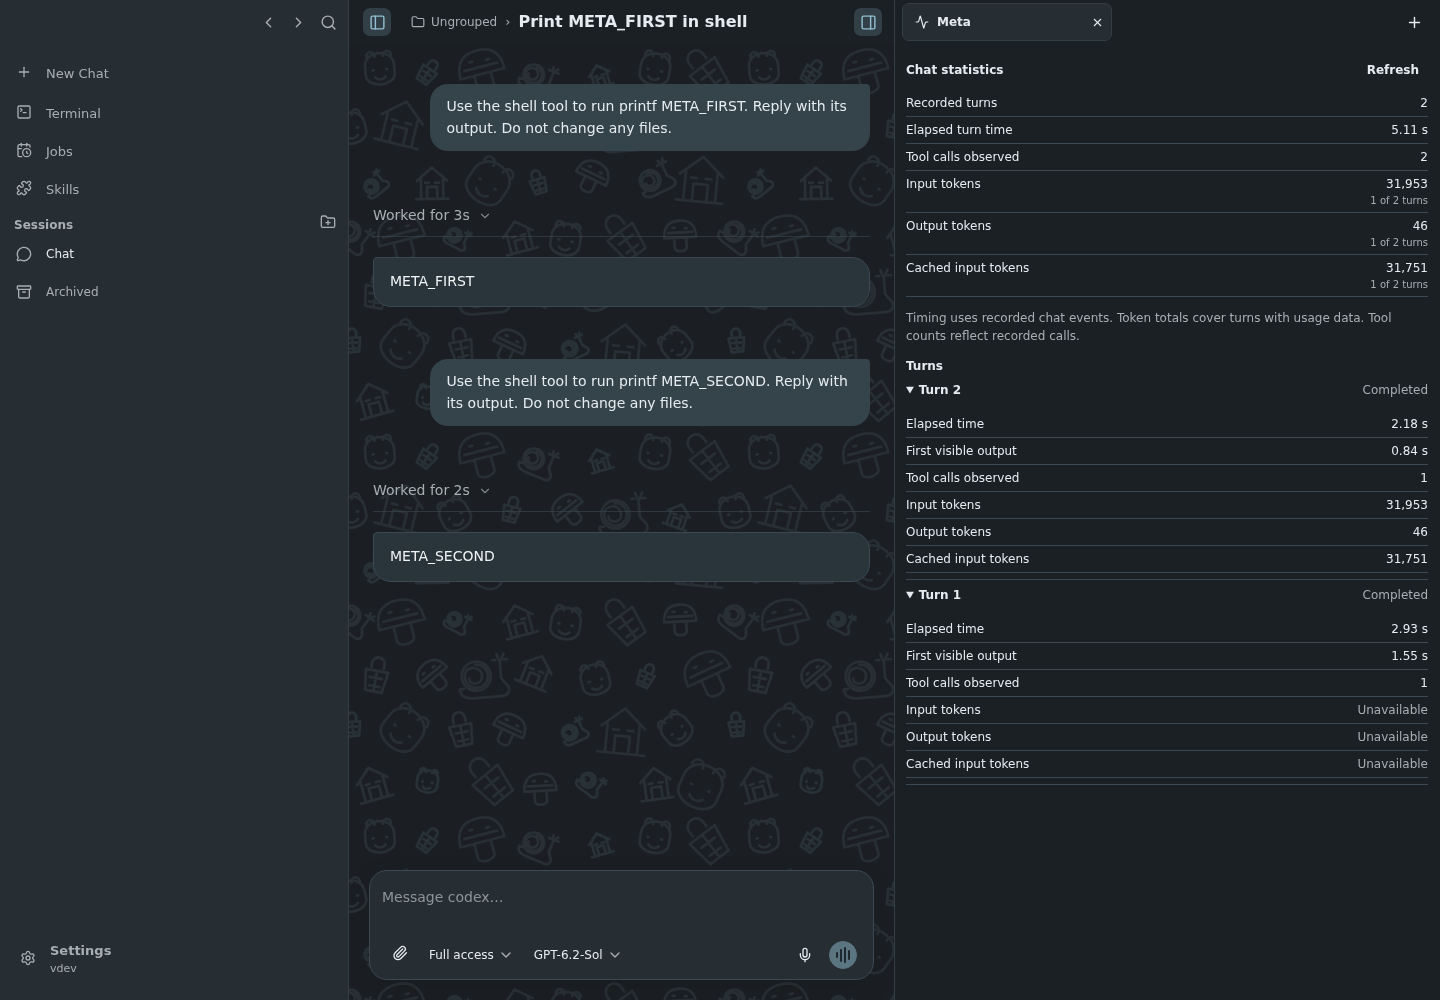 New Chat
Terminal
Jobs
Skills
Sessions
Chat
Archived
Settings
vdev
Ungrouped › Print META_FIRST in shell
Use the shell tool to run printf META_FIRST. Reply with its
output. Do not change any files.
Worked for 3s
META_FIRST
Use the shell tool to run printf META_SECOND. Reply with
its output. Do not change any files.
Worked for 2s
META_SECOND
Message codex...
Full access
GPT-6.2-Sol
Meta
Chat statistics Refresh
Recorded turns 2
Elapsed turn time 5.11 s
Tool calls observed 2
Input tokens 31,953
1 of 2 turns
Output tokens 46
1 of 2 turns
Cached input tokens 31,751
1 of 2 turns
Timing uses recorded chat events. Token totals cover turns with usage data. Tool
counts reflect recorded calls.
Turns
Turn 2 Completed
Elapsed time 2.18 s
First visible output 0.84 s
Tool calls observed 1
Input tokens 31,953
Output tokens 46
Cached input tokens 31,751
Turn 1 Completed
Elapsed time 2.93 s
First visible output 1.55 s
Tool calls observed 1
Input tokens Unavailable
Output tokens Unavailable
Cached input tokens Unavailable